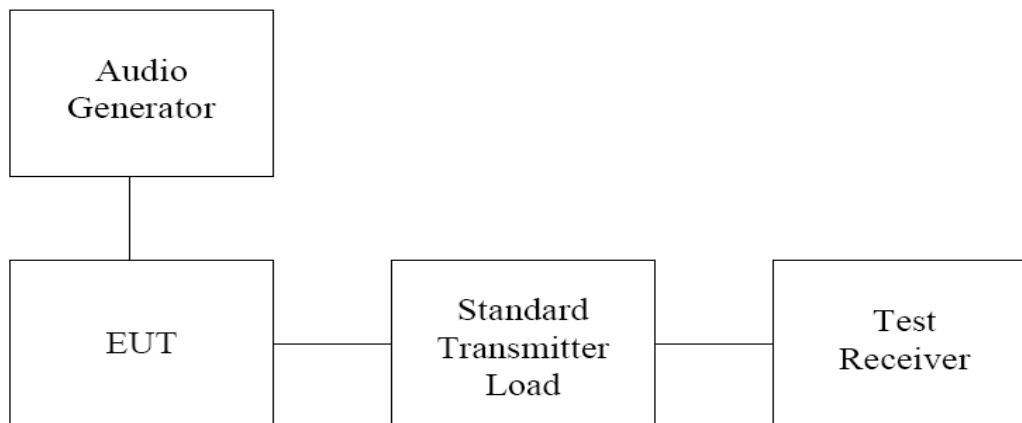 Audio
Generator
EUT
Standard
Transmitter
Load
Test
Receiver